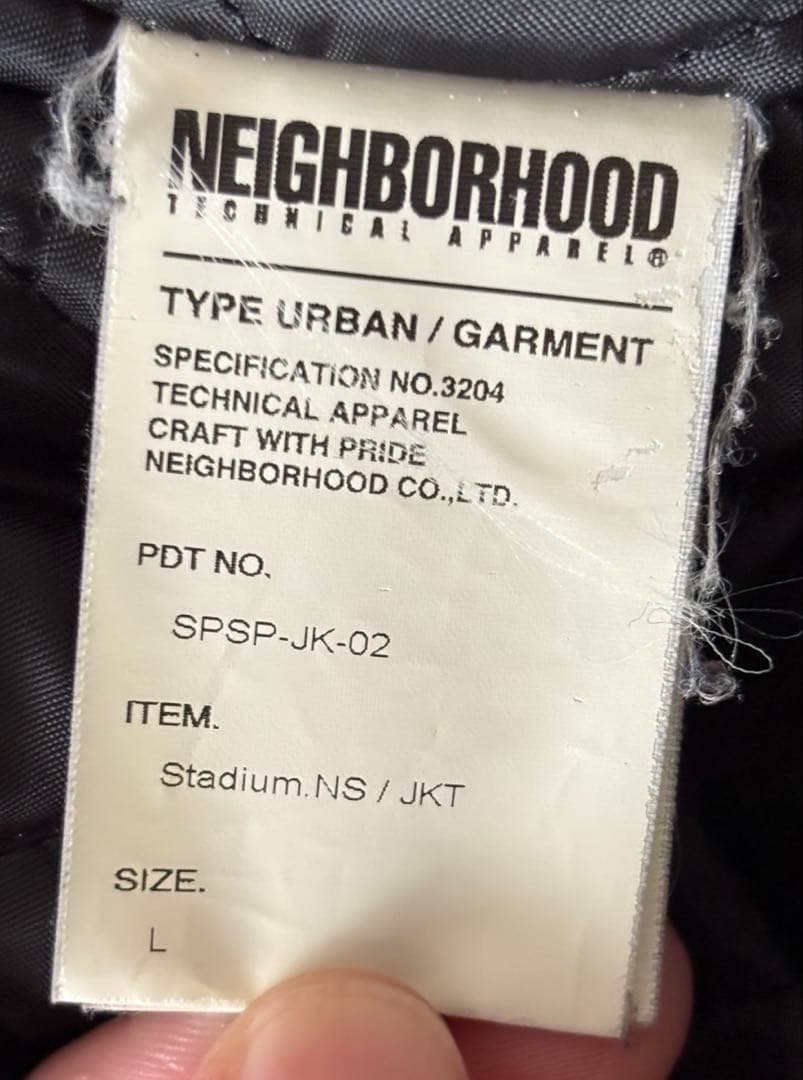 NEIGHBORHOOD
TECHNICAL APPAREL®
TYPE URBAN / GARMENT
SPECIFICATION NO.3204
TECHNICAL APPAREL
CRAFT WITH PRIDE
NEIGHBORHOOD CO.,LTD.
PDT NO.
SPSP-JK-02
ITEM.
Stadium.NS / JKT
SIZE.
L